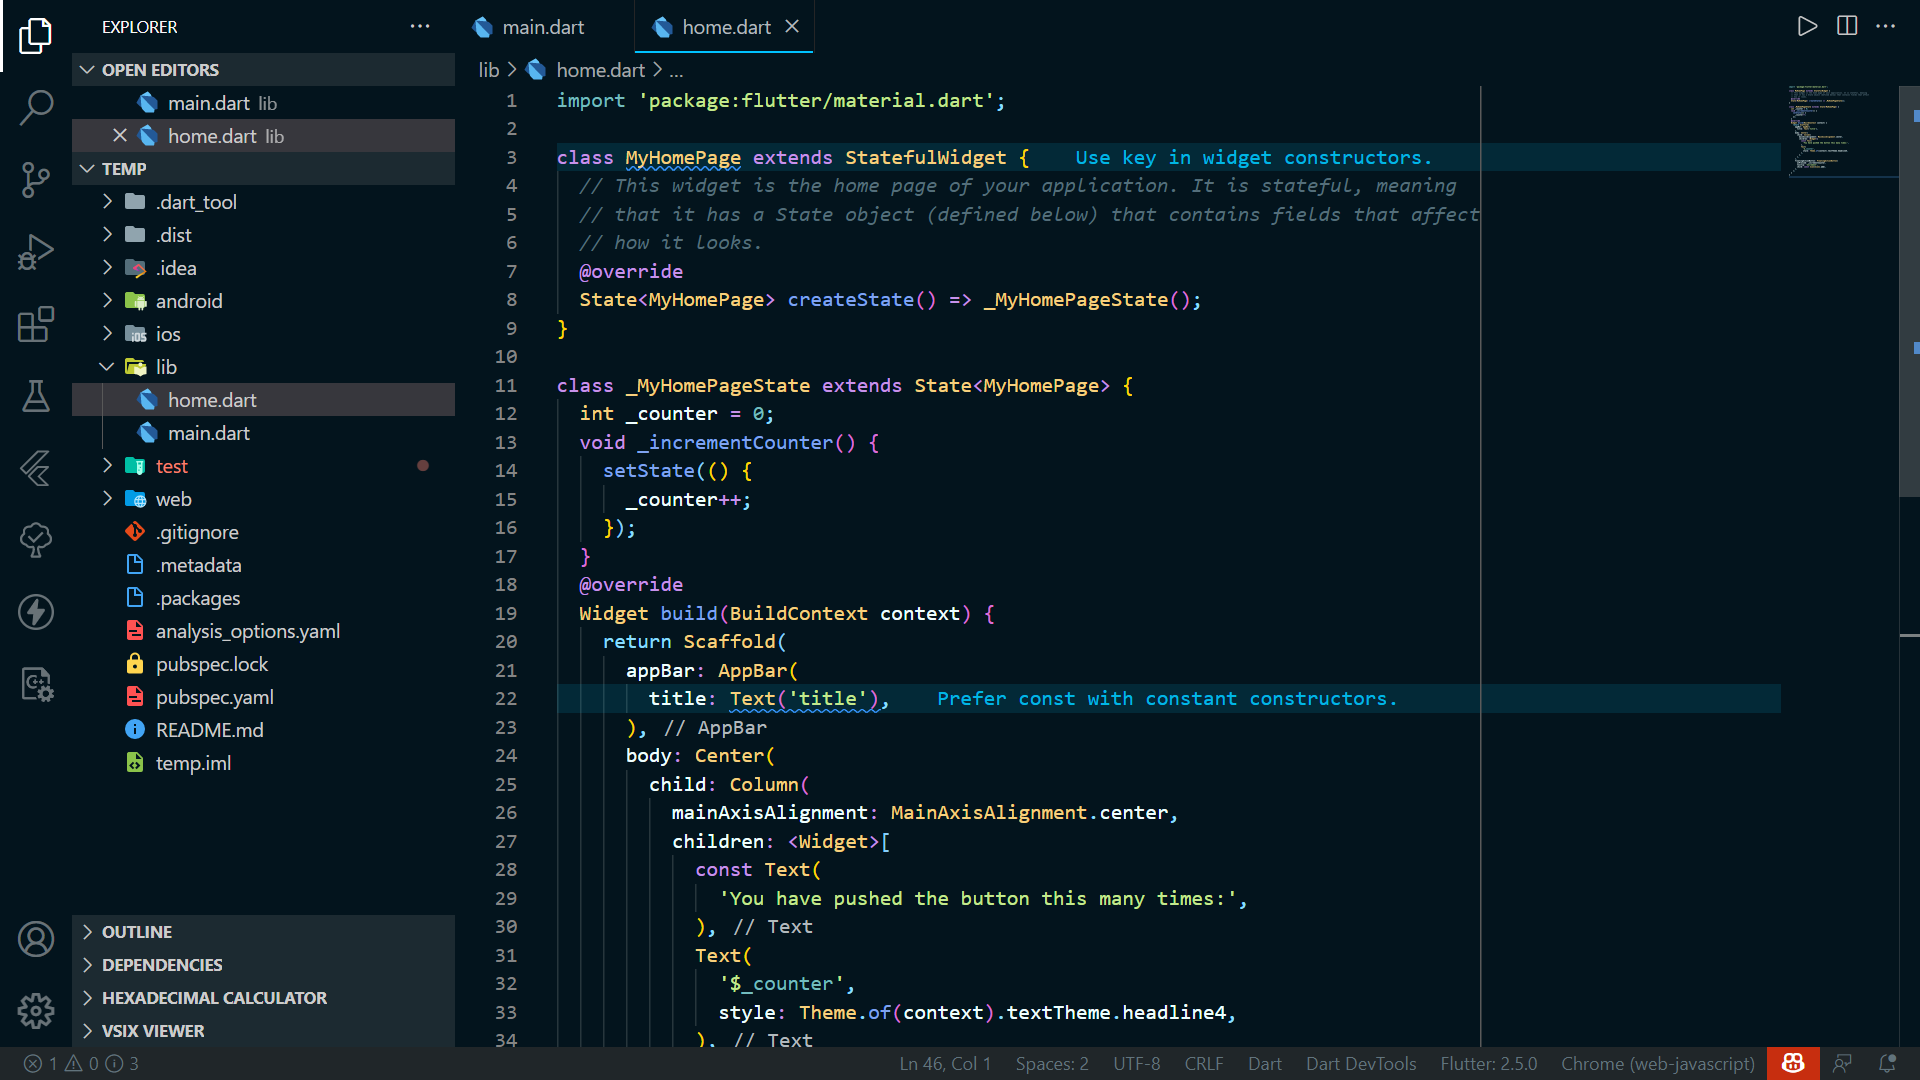 EXPLORER
OPEN EDITORS
main.dart lib
home.dart lib
TEMP
.dart_tool
.dist
.idea
android
ios
lib
home.dart
main.dart
test
web
.gitignore
.metadata
.packages
analysis_options.yaml
pubspec.lock
pubspec.yaml
README.md
temp.iml
OUTLINE
DEPENDENCIES
HEXADECIMAL CALCULATOR
VSIX VIEWER
main.dart
home.dart
lib > home.dart > ...
1 import 'package:flutter/material.dart';
2
3 class MyHomePage extends StatefulWidget { Use key in widget constructors.
4 // This widget is the home page of your application. It is stateful, meaning
5 // that it has a State object (defined below) that contains fields that affect
6 // how it looks.
7 @override
8 State<MyHomePage> createState() => _MyHomePageState();
9 }
10
11 class _MyHomePageState extends State<MyHomePage> {
12 int _counter = 0;
13 void _incrementCounter() {
14 setState(() {
15 _counter++;
16 });
17 }
18 @override
19 Widget build(BuildContext context) {
20 return Scaffold(
21 appBar: AppBar(
22 title: Text('title'), Prefer const with constant constructors.
23 ), // AppBar
24 body: Center(
25 child: Column(
26 mainAxisAlignment: MainAxisAlignment.center,
27 children: <Widget>[
28 const Text(
29 'You have pushed the button this many times:',
30 ), // Text
31 Text(
32 '$_counter',
33 style: Theme.of(context).textTheme.headline4,
34 ), // Text
1 0 3
Ln 46, Col 1 Spaces: 2 UTF-8 CRLF Dart Dart DevTools Flutter: 2.5.0 Chrome (web-javascript)